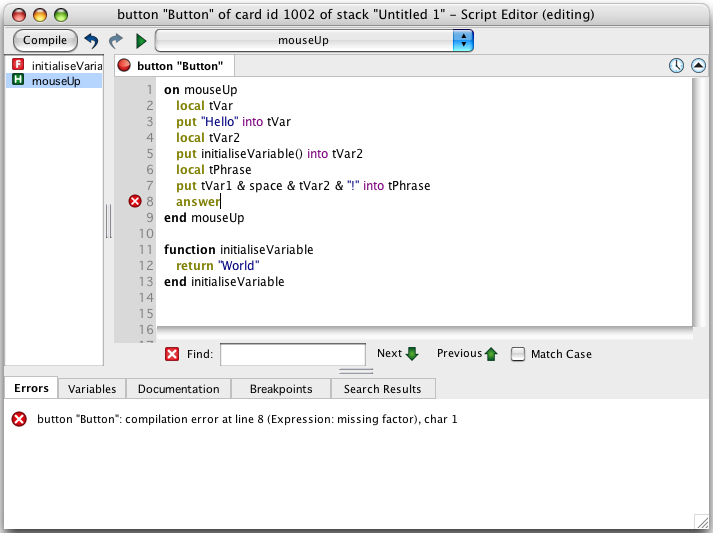 button "Button" of card id 1002 of stack "Untitled 1" - Script Editor (editing)
Compile mouseUp
initialiseVaria
mouseUp
button "Button"
1 on mouseUp
2 local tVar
3 put "Hello" into tVar
4 local tVar2
5 put initialiseVariable() into tVar2
6 local tPhrase
7 put tVar1 & space & tVar2 & "!" into tPhrase
8 answer
9 end mouseUp
10
11 function initialiseVariable
12 return "World"
13 end initialiseVariable
14
15
16
Find: Next Previous Match Case
Errors Variables Documentation Breakpoints Search Results
button "Button": compilation error at line 8 (Expression: missing factor), char 1